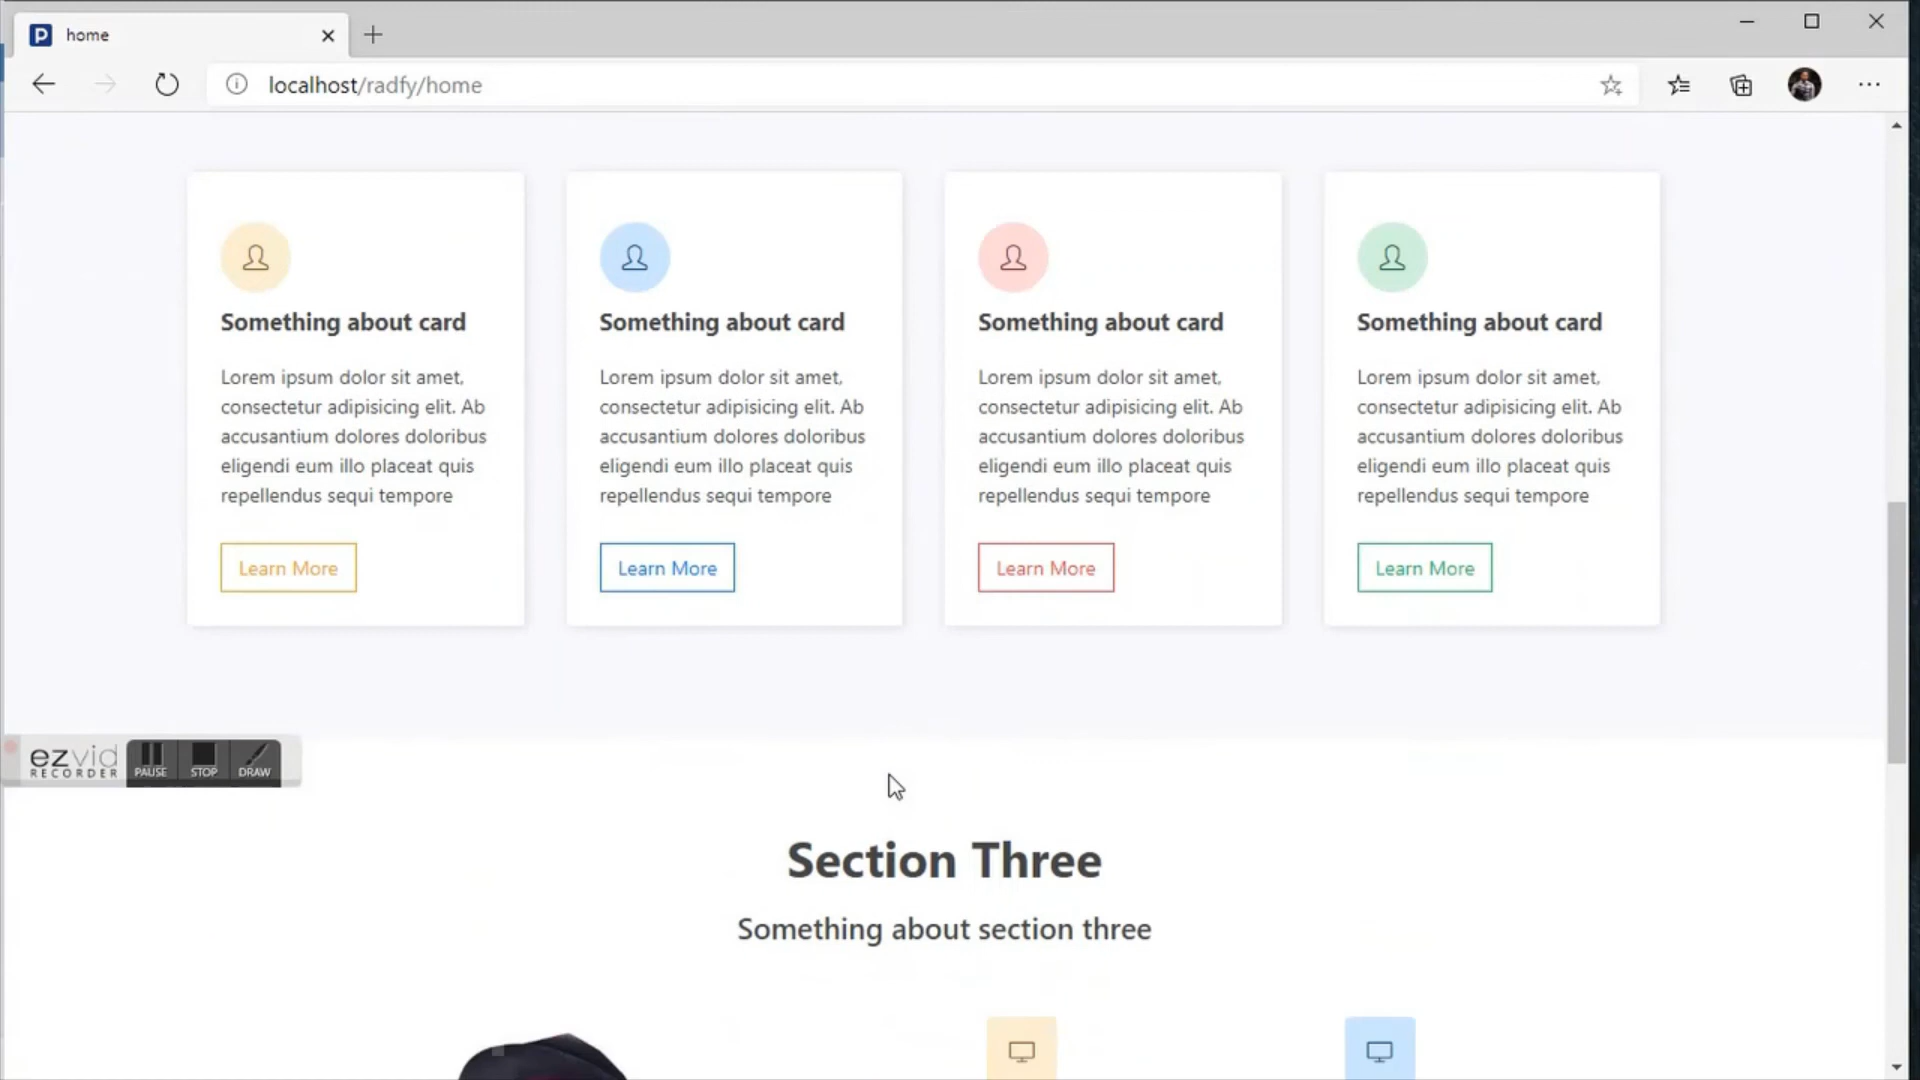 home
localhost/radfy/home
Something about card
Lorem ipsum dolor sit amet,
consectetur adipisicing elit. Ab
accusantium dolores doloribus
eligendi eum illo placeat quis
repellendus sequi tempore
Learn More
Something about card
Lorem ipsum dolor sit amet,
consectetur adipisicing elit. Ab
accusantium dolores doloribus
eligendi eum illo placeat quis
repellendus sequi tempore
Learn More
Something about card
Lorem ipsum dolor sit amet,
consectetur adipisicing elit. Ab
accusantium dolores doloribus
eligendi eum illo placeat quis
repellendus sequi tempore
Learn More
Something about card
Lorem ipsum dolor sit amet,
consectetur adipisicing elit. Ab
accusantium dolores doloribus
eligendi eum illo placeat quis
repellendus sequi tempore
Learn More
ezvid
RECORDER
PAUSE STOP DRAW
Section Three
Something about section three